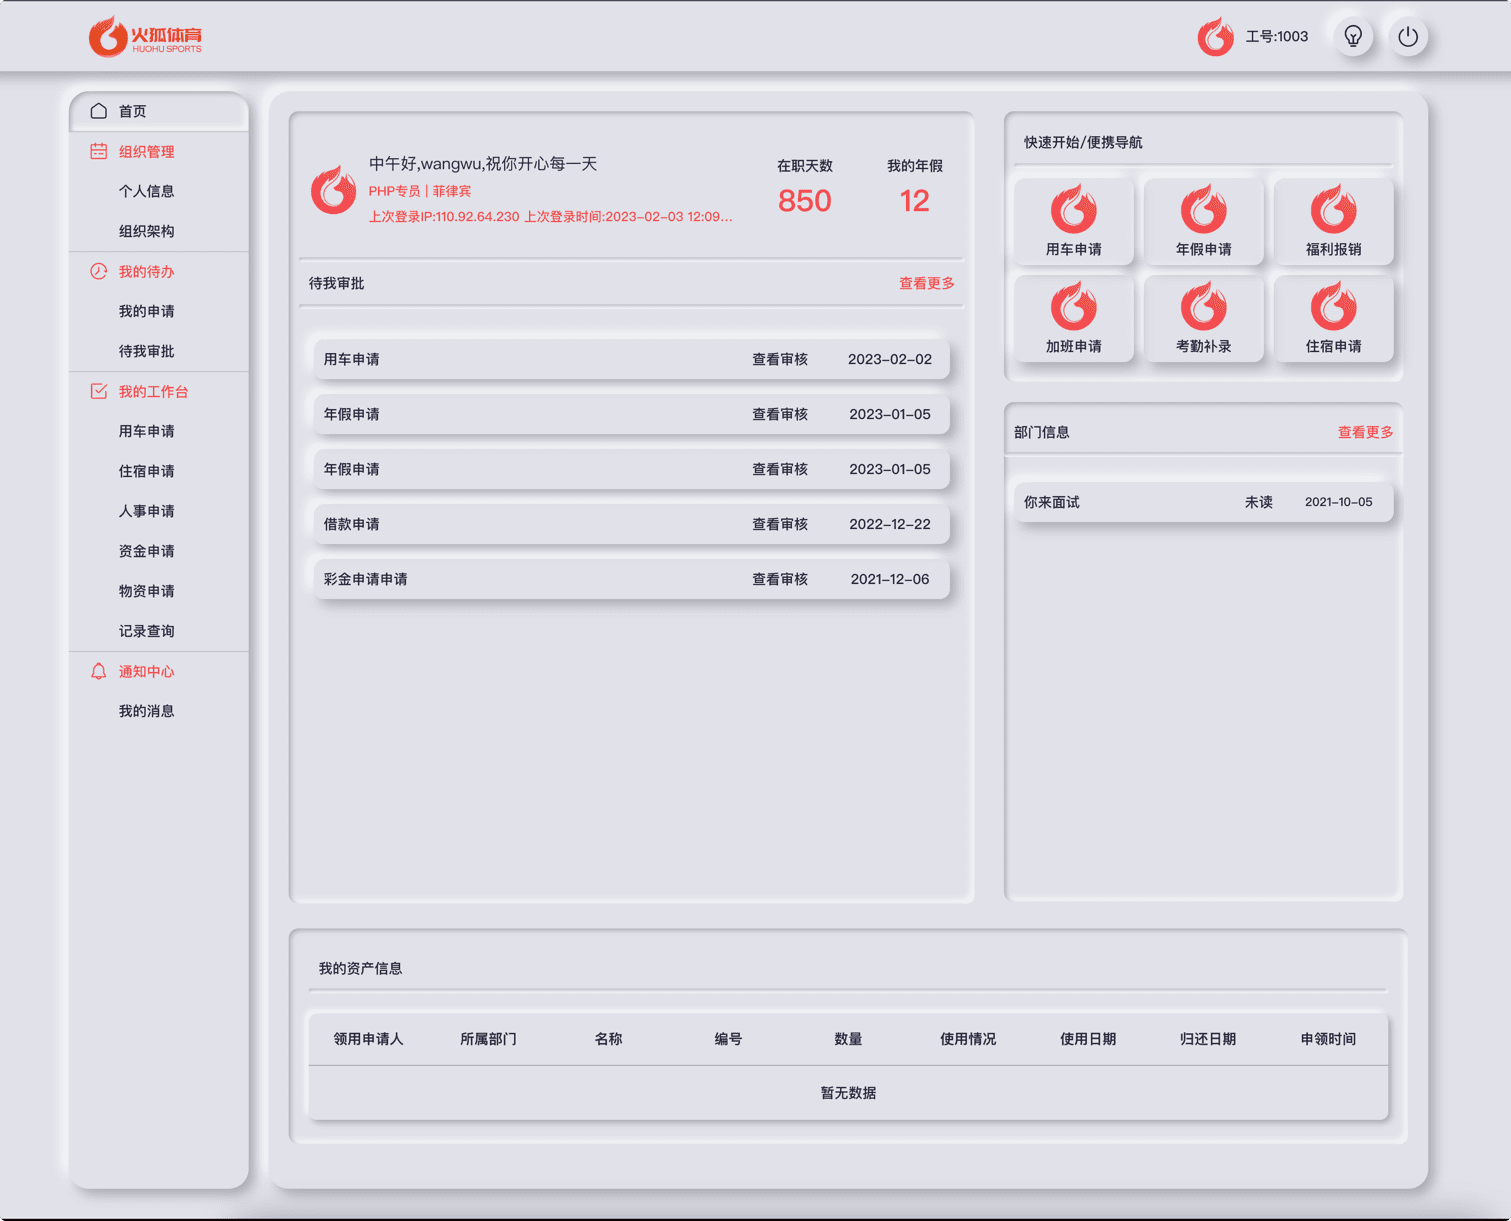 火狐体育
HUOHU SPORTS
工号:1003
首页
组织管理
个人信息
组织架构
我的待办
我的申请
待我审批
我的工作台
用车申请
住宿申请
人事申请
资金申请
物资申请
记录查询
通知中心
我的消息
中午好,wangwu,祝你开心每一天
PHP专员 | 菲律宾
上次登录IP:110.92.64.230 上次登录时间:2023-02-03 12:09...
在职天数
850
我的年假
12
待我审批 查看更多
用车申请 查看审核 2023-02-02
年假申请 查看审核 2023-01-05
年假申请 查看审核 2023-01-05
借款申请 查看审核 2022-12-22
彩金申请申请 查看审核 2021-12-06
快速开始/便携导航
用车申请 年假申请 福利报销
加班申请 考勤补录 住宿申请
部门信息 查看更多
你来面试 未读 2021-10-05
我的资产信息
领用申请人 所属部门 名称 编号 数量 使用情况 使用日期 归还日期 申领时间
暂无数据